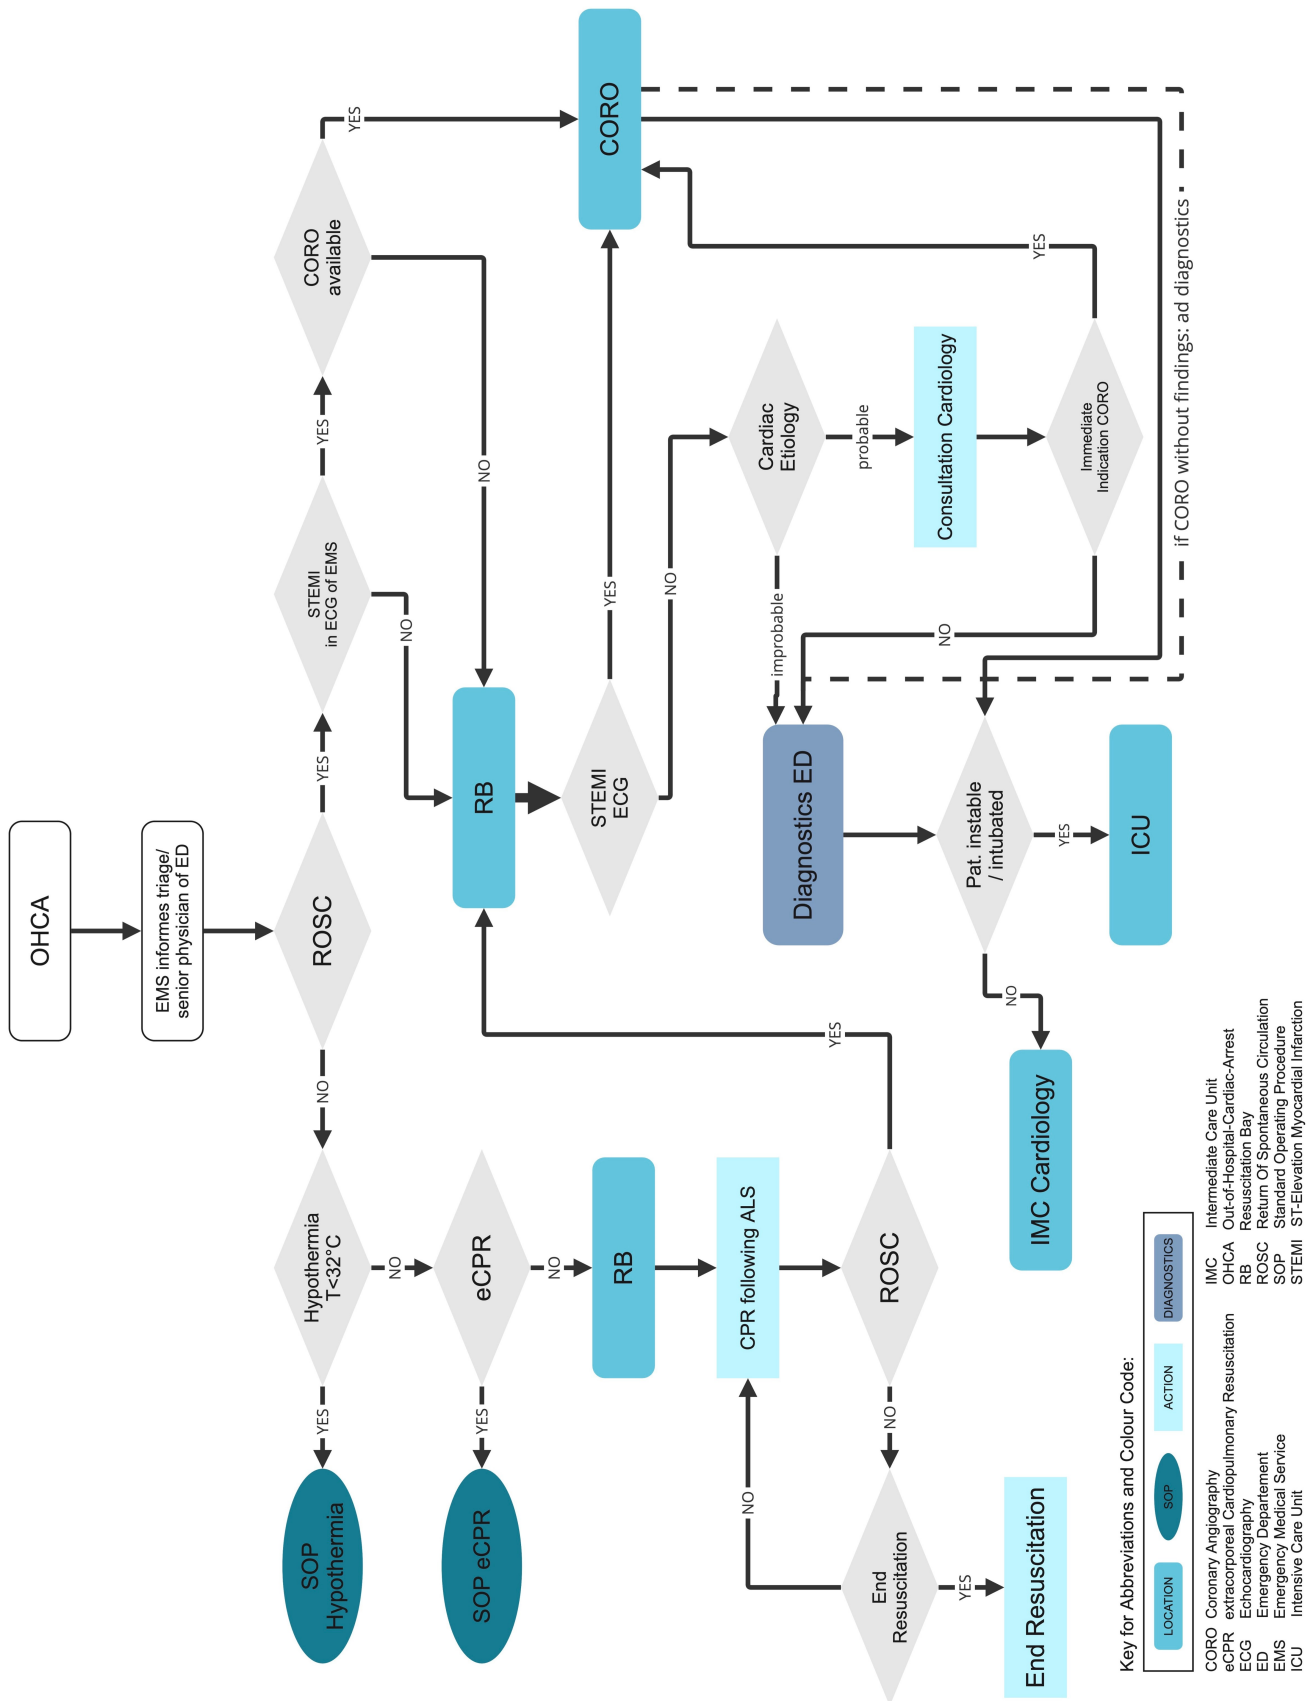 OHCA
EMS informes triage/
senior physician of ED
ROSC
NO
YES
Hypothermia
T<32°C
YES
SOP
Hypothermia
NO
eCPR
YES
SOP eCPR
NO
RB
CPR following ALS
ROSC
YES
NO
End
Resuscitation
NO
YES
End Resuscitation
STEMI
in ECG of EMS
YES
NO
CORO
available
YES
NO
RB
STEMI
ECG
YES
NO
CORO
Cardiac
Etiology
improbable
probable
Consultation Cardiology
Immediate
Indication CORO
YES
NO
if CORO without findings: ad diagnostics
Diagnostics ED
Pat. instable
/ intubated
NO
YES
IMC Cardiology
ICU
Key for Abbreviations and Colour Code:
LOCATION
SOP
ACTION
DIAGNOSTICS
CORO Coronary Angiography
eCPR extracorporeal Cardiopulmonary Resuscitation
ECG Echocardiography
ED Emergency Departement
EMS Emergency Medical Service
ICU Intensive Care Unit
IMC Intermediate Care Unit
OHCA Out-of-Hospital-Cardiac-Arrest
RB Resuscitation Bay
ROSC Return Of Spontaneous Circulation
SOP Standard Operating Procedure
STEMI ST-Elevation Myocardial Infarction